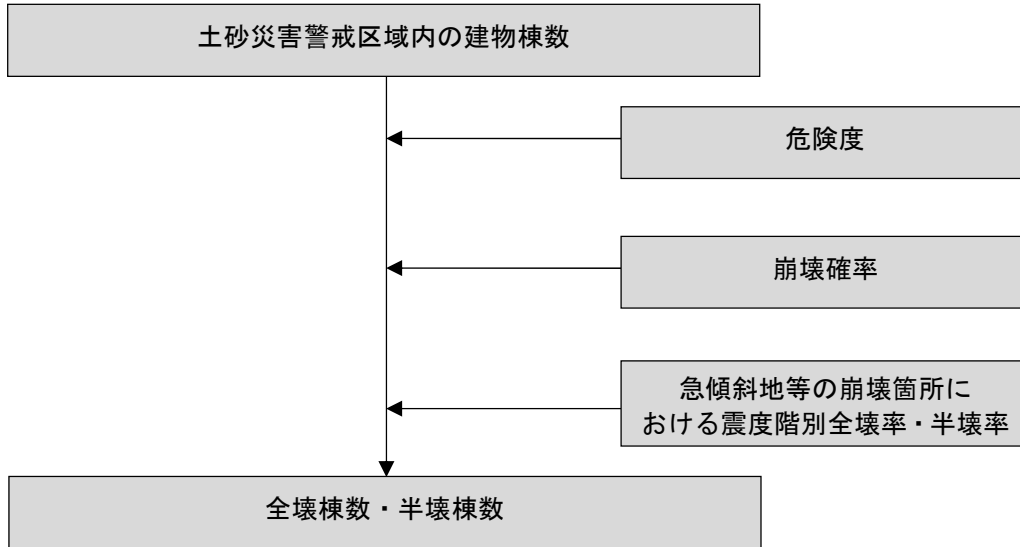 土砂災害警戒区域内の建物棟数
危険度
崩壊確率
急傾斜地等の崩壊箇所に
おける震度階別全壊率・半壊率
全壊棟数・半壊棟数